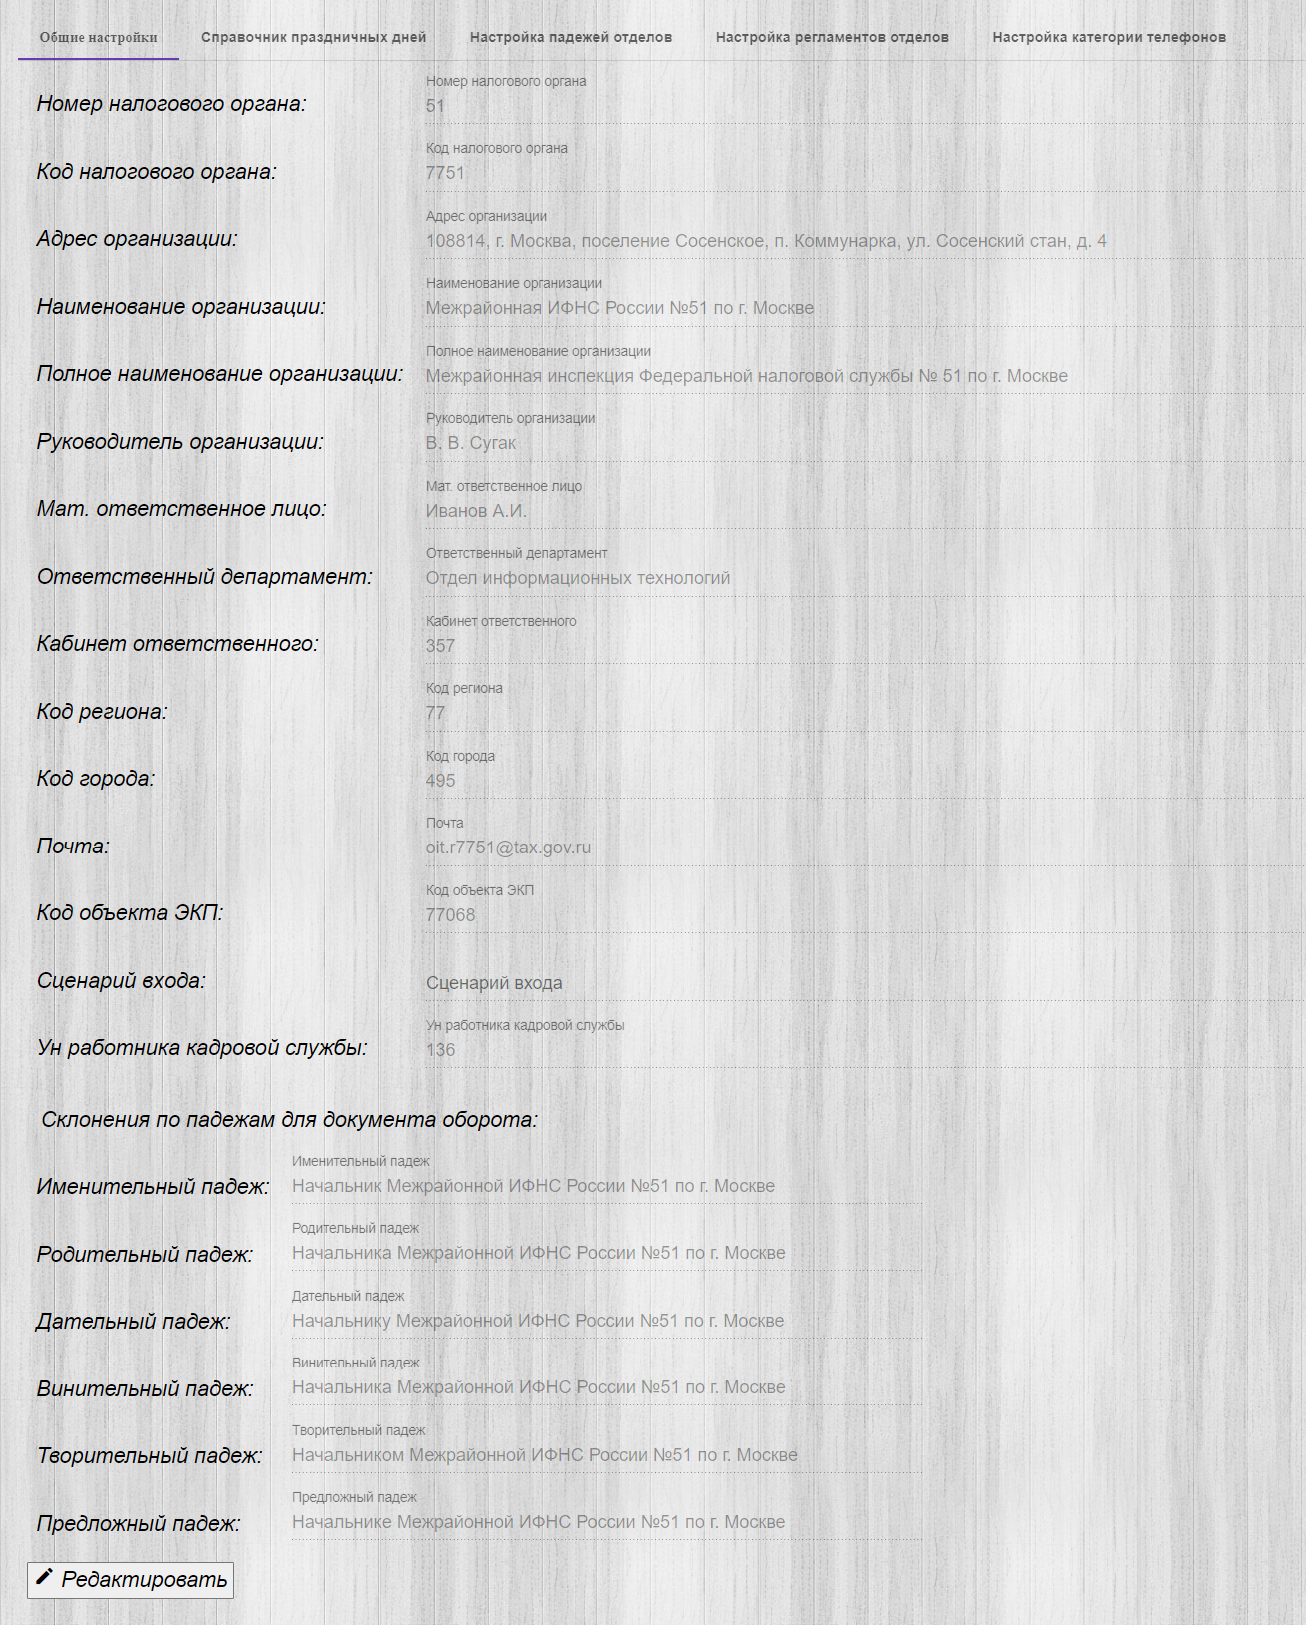 Общие настройки Справочник праздничных дней Настройка падежей отделов Настройка регламентов отделов Настройка категории телефонов
Номер налогового органа
Номер налогового органа: 51
Код налогового органа
Код налогового органа: 7751
Адрес организации
Адрес организации: 108814, г. Москва, поселение Сосенское, п. Коммунарка, ул. Сосенский стан, д. 4
Наименование организации
Наименование организации: Межрайонная ИФНС России №51 по г. Москве
Полное наименование организации
Полное наименование организации: Межрайонная инспекция Федеральной налоговой службы № 51 по г. Москве
Руководитель организации
Руководитель организации: В. В. Сугак
Мат. ответственное лицо
Мат. ответственное лицо: Иванов А.И.
Ответственный департамент
Ответственный департамент: Отдел информационных технологий
Кабинет ответственного
Кабинет ответственного: 357
Код региона
Код региона: 77
Код города
Код города: 495
Почта
Почта: oit.r7751@tax.gov.ru
Код объекта ЭКП
Код объекта ЭКП: 77068
Сценарий входа: Сценарий входа
Ун работника кадровой службы
Ун работника кадровой службы: 136
Склонения по падежам для документа оборота:
Именительный падеж
Именительный падеж: Начальник Межрайонной ИФНС России №51 по г. Москве
Родительный падеж
Родительный падеж: Начальника Межрайонной ИФНС России №51 по г. Москве
Дательный падеж
Дательный падеж: Начальнику Межрайонной ИФНС России №51 по г. Москве
Винительный падеж
Винительный падеж: Начальника Межрайонной ИФНС России №51 по г. Москве
Творительный падеж
Творительный падеж: Начальником Межрайонной ИФНС России №51 по г. Москве
Предложный падеж
Предложный падеж: Начальнике Межрайонной ИФНС России №51 по г. Москве
Редактировать